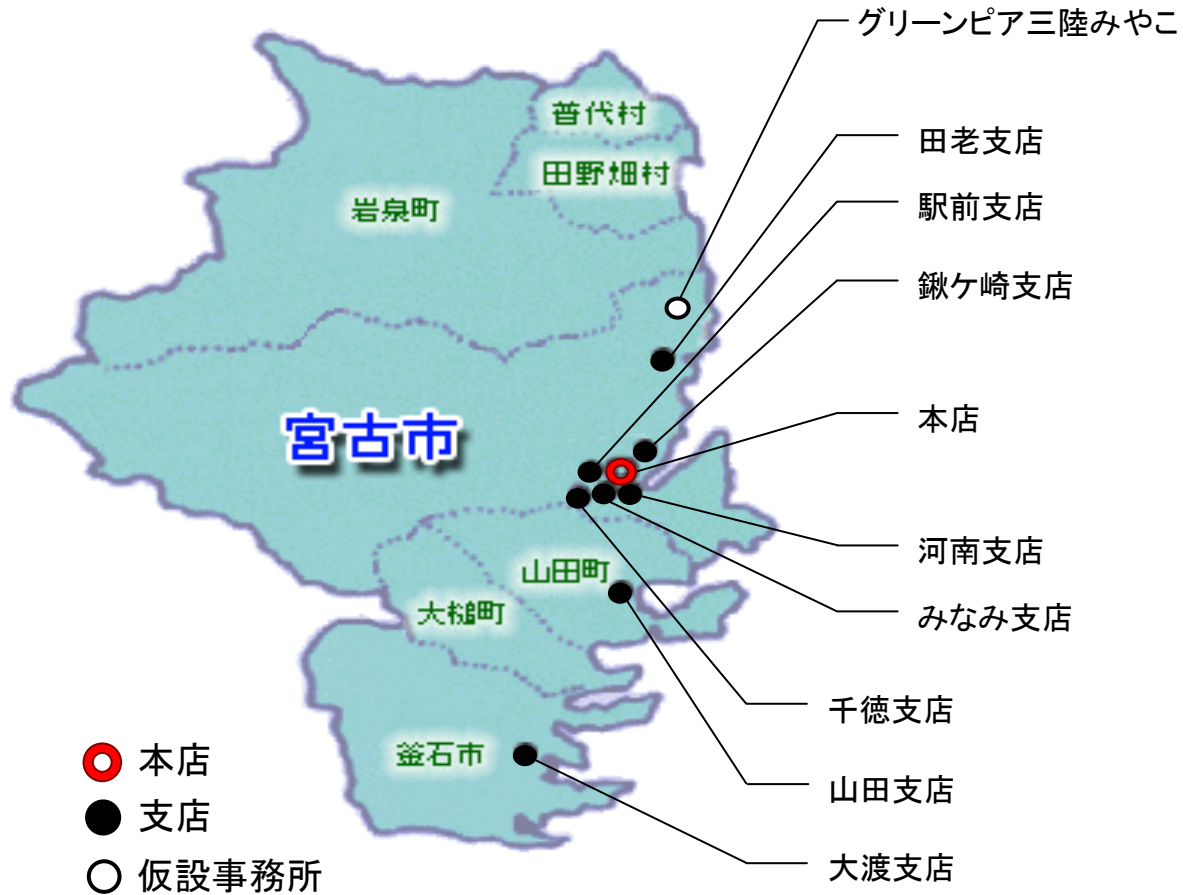 グリーンピア三陸みやこ
普代村
田老支店
田野畑村
駅前支店
岩泉町
鍬ケ崎支店
本店
宮古市
河南支店
山田町
大槌町
みなみ支店
千徳支店
釜石市
山田支店
大渡支店
本店
支店
仮設事務所